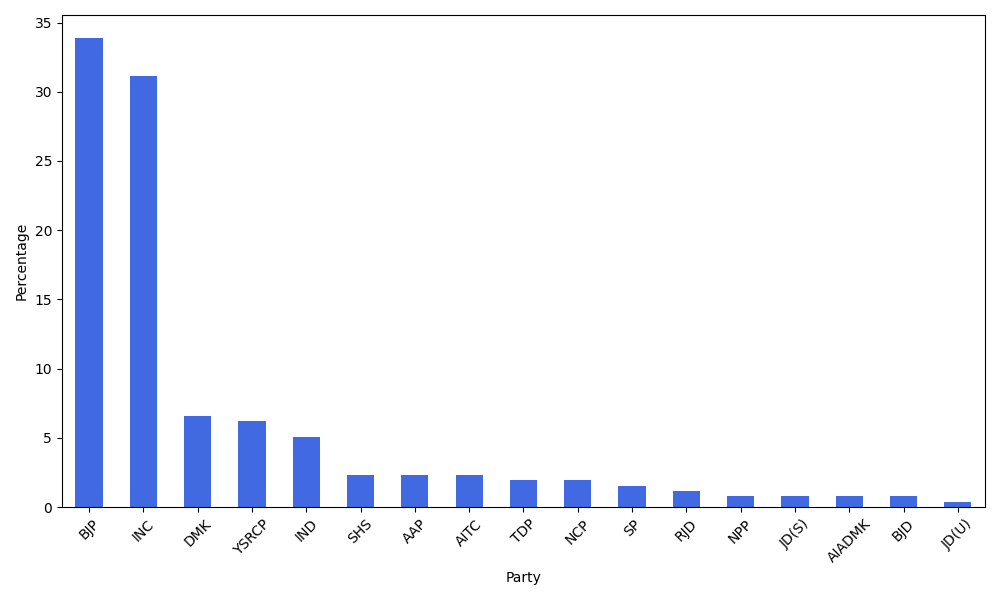 35
30
25
20
15
10
5
0
Percentage
BJP INC DMK YSRCP IND SHS AAP AITC TDP NCP SP RJD NPP JD(S) AIADMK BJD JD(U)
Party